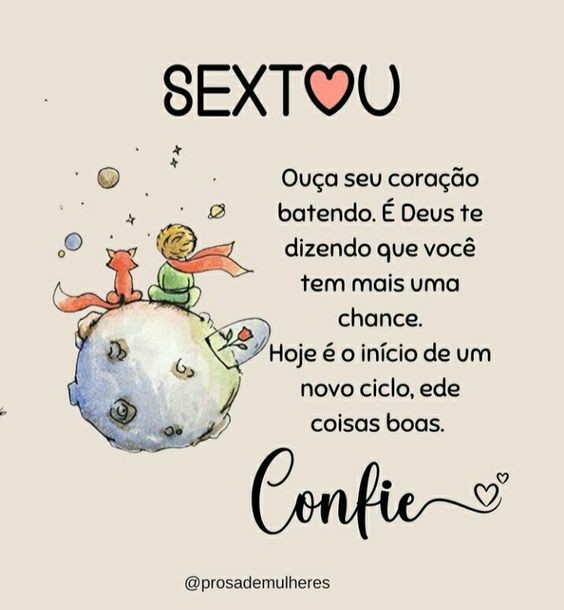 SEXTOU
Ouça seu coração
batendo. É Deus te
dizendo que você
tem mais uma
chance.
Hoje é o início de um
novo ciclo, ede
coisas boas.
Confie
@prosademulheres